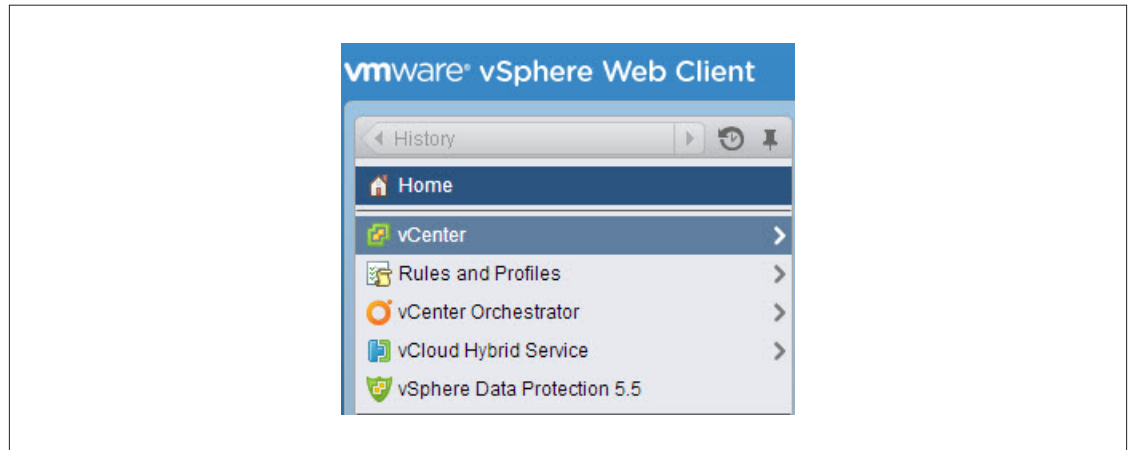 vmware® vSphere Web Client
History
Home
vCenter
Rules and Profiles
vCenter Orchestrator
vCloud Hybrid Service
vSphere Data Protection 5.5